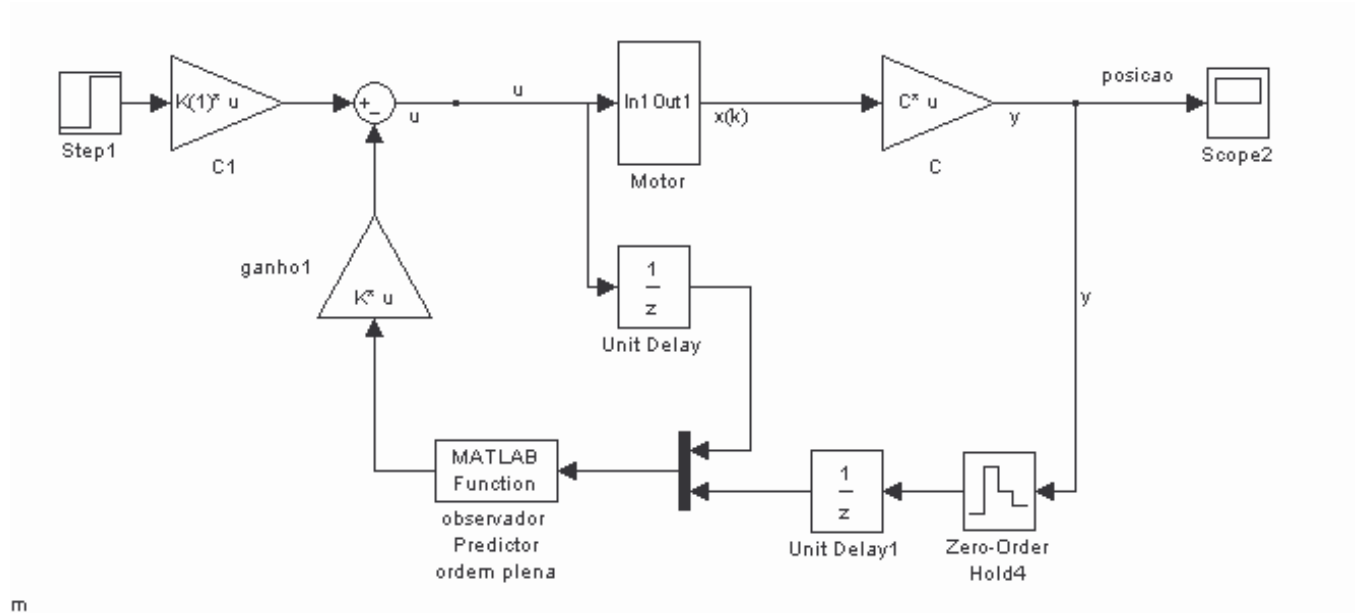 Step1
K(1)* u
C1
+
−
u
u
In1 Out1
Motor
x(k)
C* u
C
y
posicao
Scope2
ganho1
K* u
1
z
Unit Delay
y
MATLAB
Function
observador
Predictor
ordem plena
1
z
Unit Delay1
Zero-Order
Hold4
m